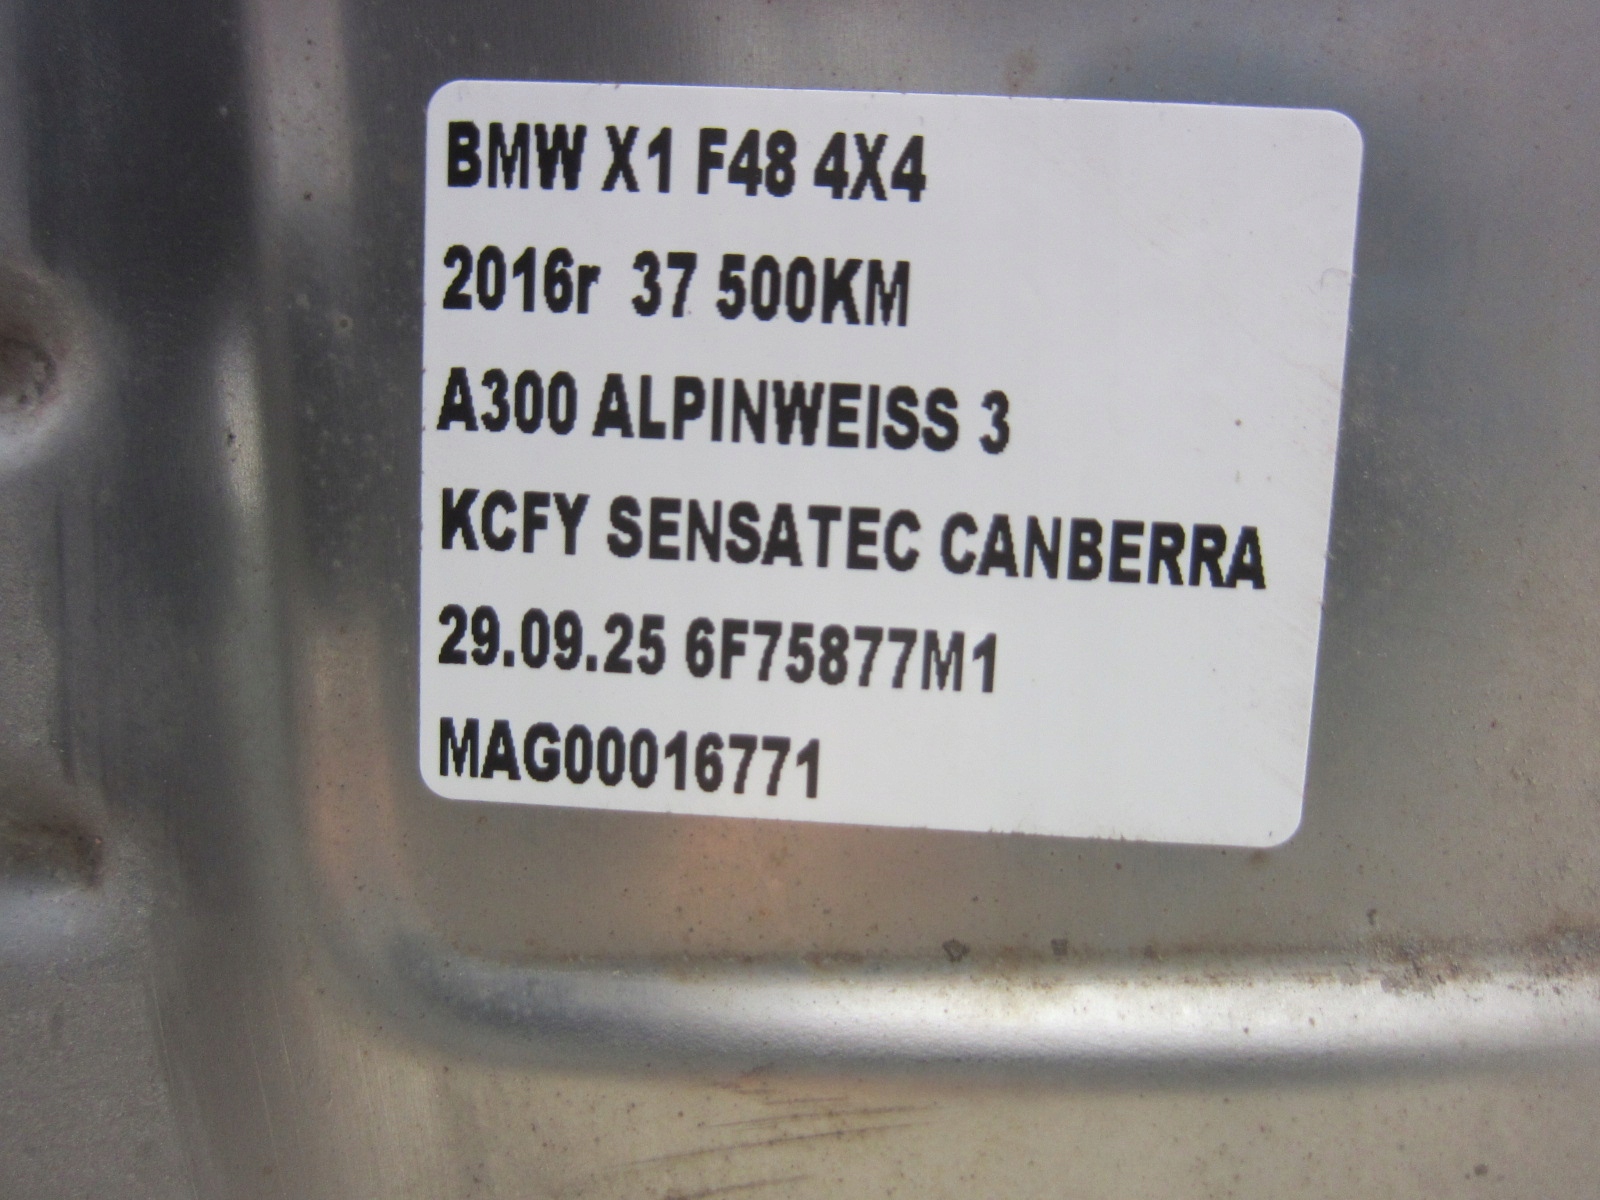 BMW X1 F48 4X4
2016r 37 500KM
A300 ALPINWEISS 3
KCFY SENSATEC CANBERRA
29.09.25 6F75877M1
MAG00016771